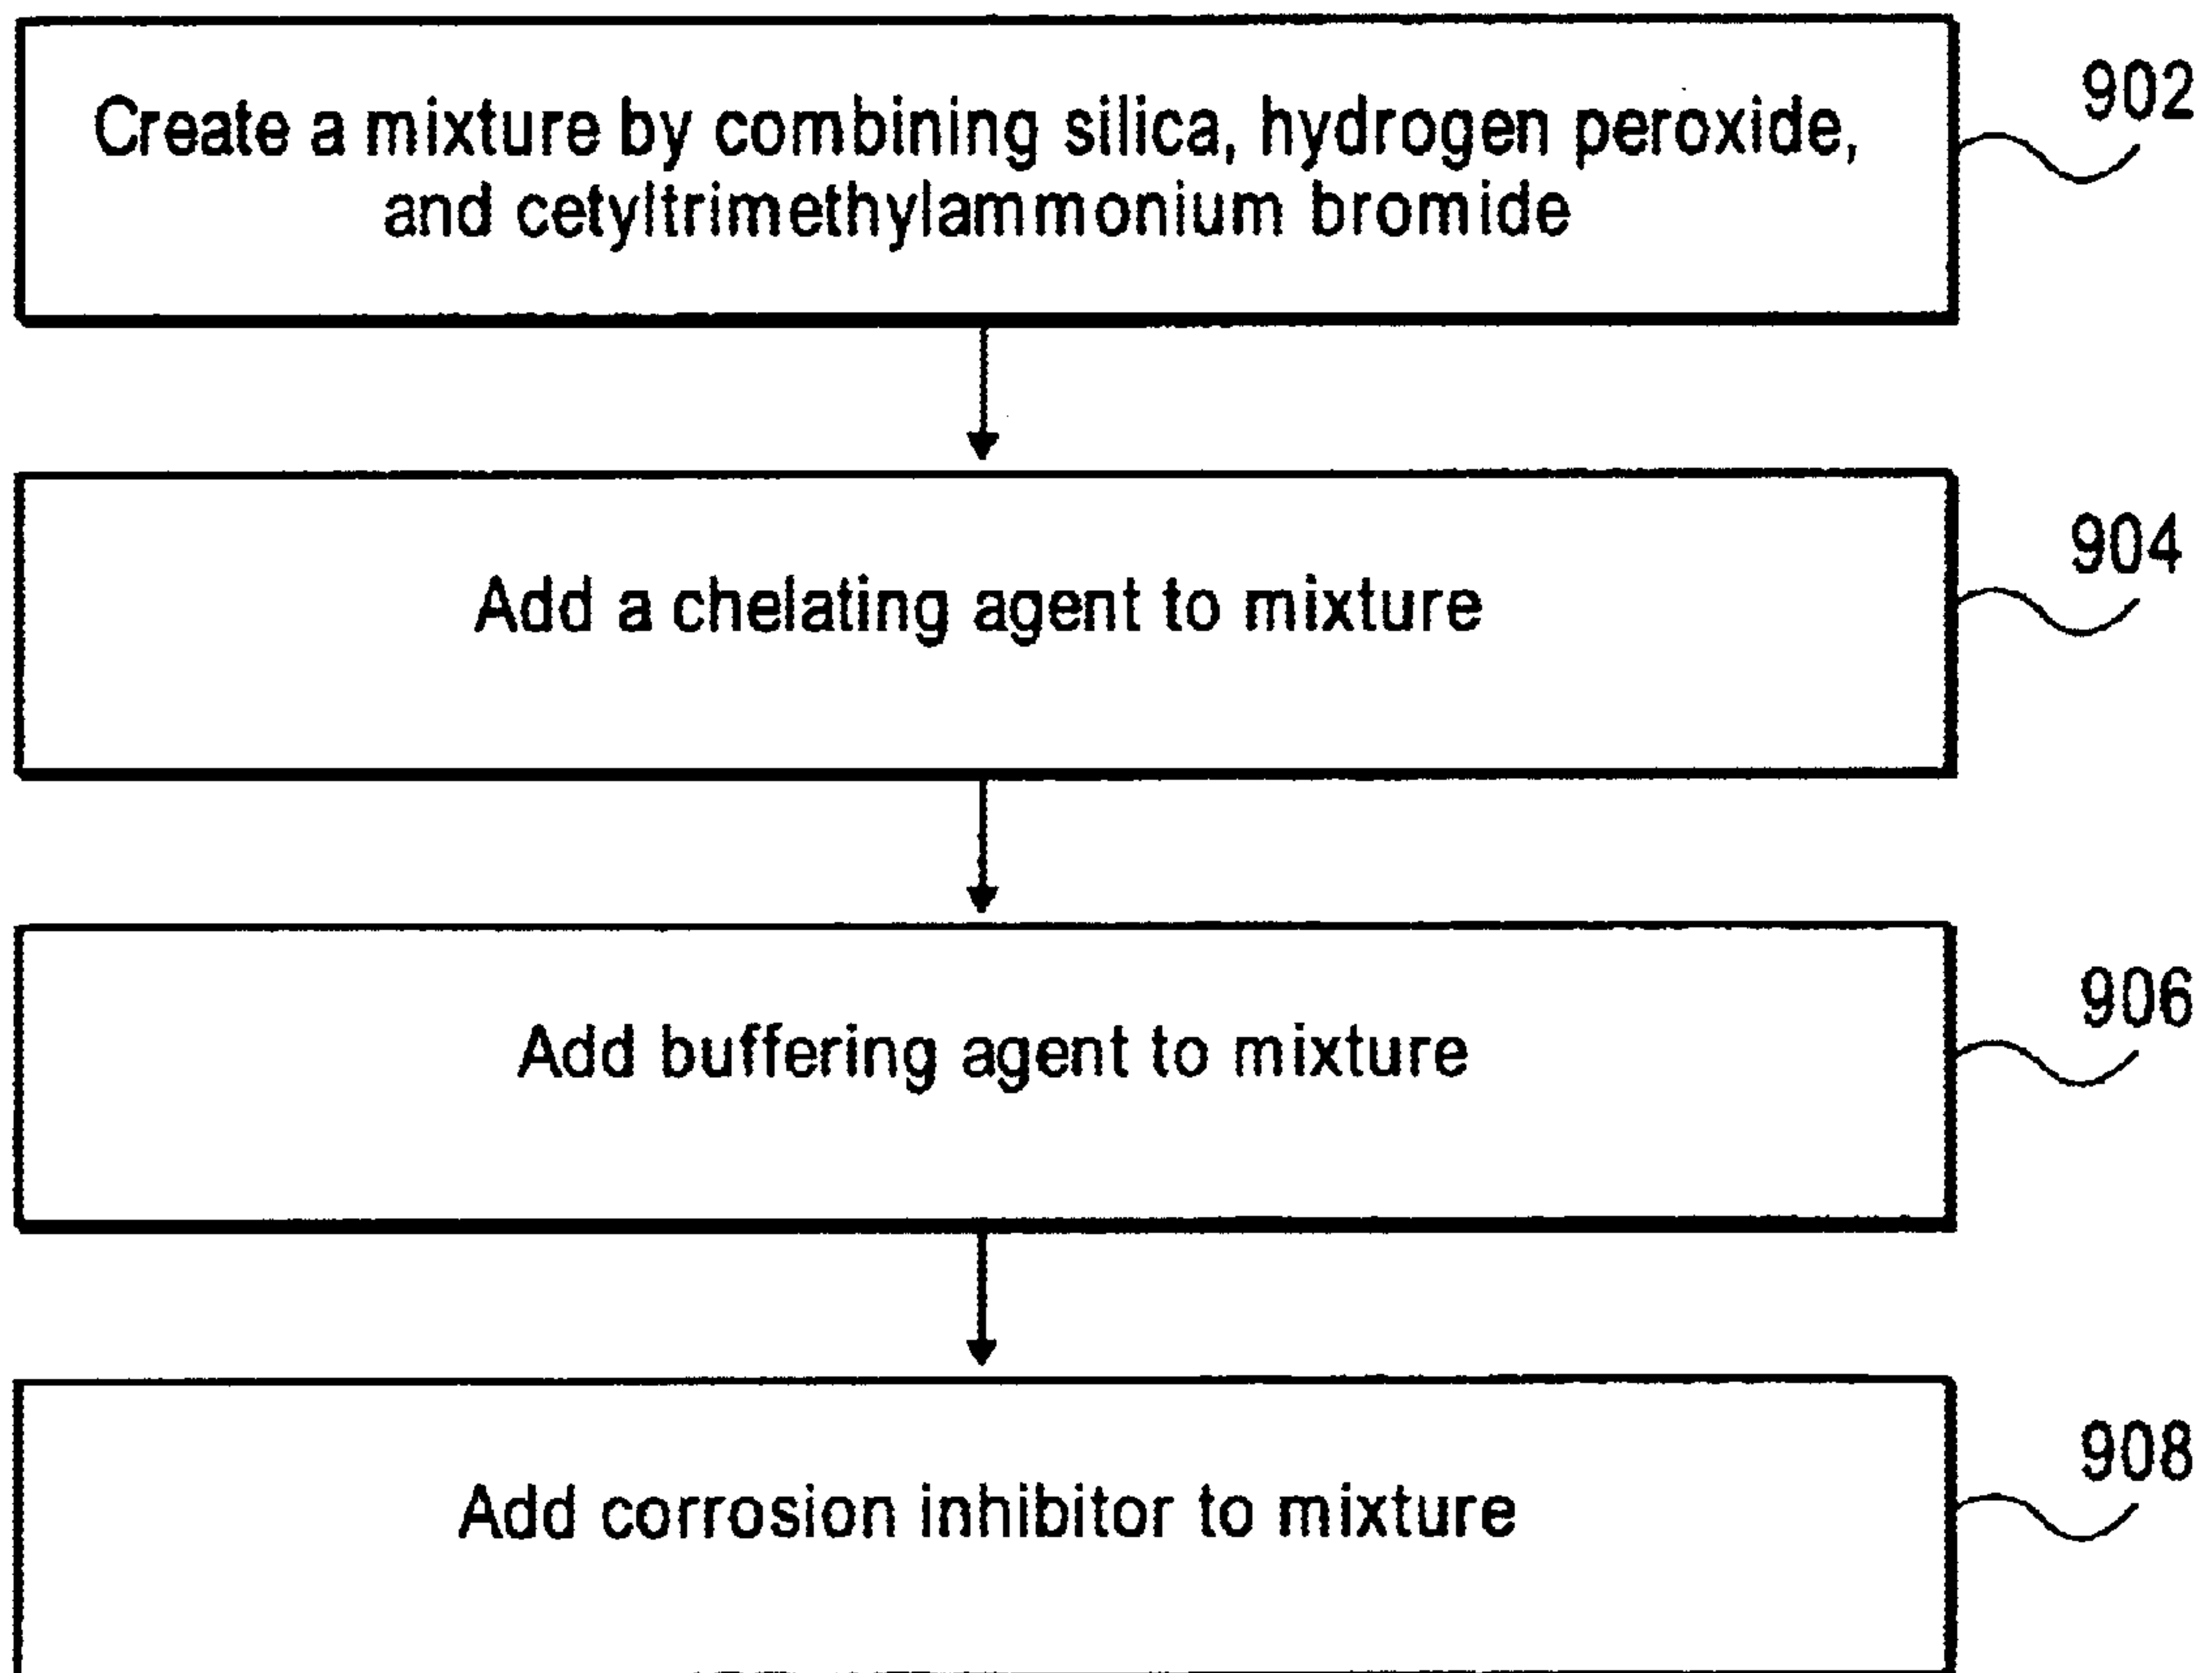 Create a mixture by combining silica, hydrogen peroxide,
and cetyltrimethylammonium bromide
902
Add a chelating agent to mixture
904
Add buffering agent to mixture
906
Add corrosion inhibitor to mixture
908